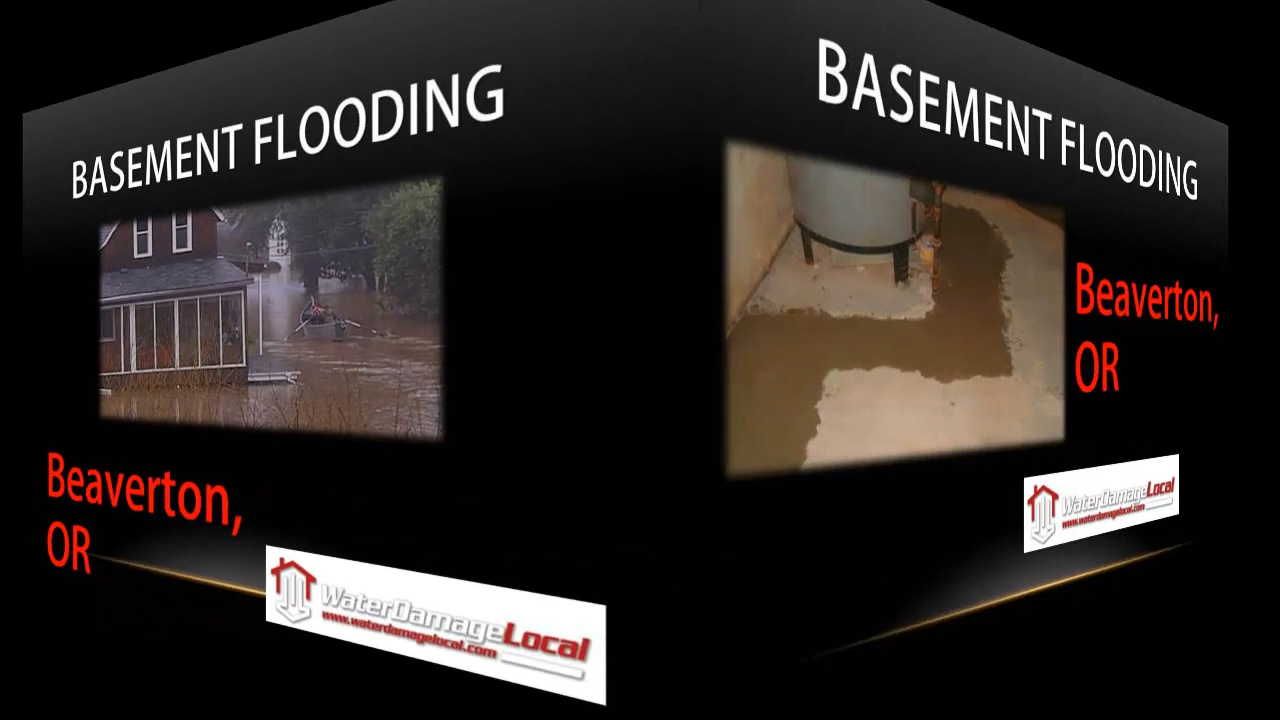 BASEMENT FLOODING
Beaverton,
OR
WaterDamageLocal
www.waterdamagelocal.com
BASEMENT FLOODING
Beaverton,
OR
WaterDamageLocal
www.waterdamagelocal.com